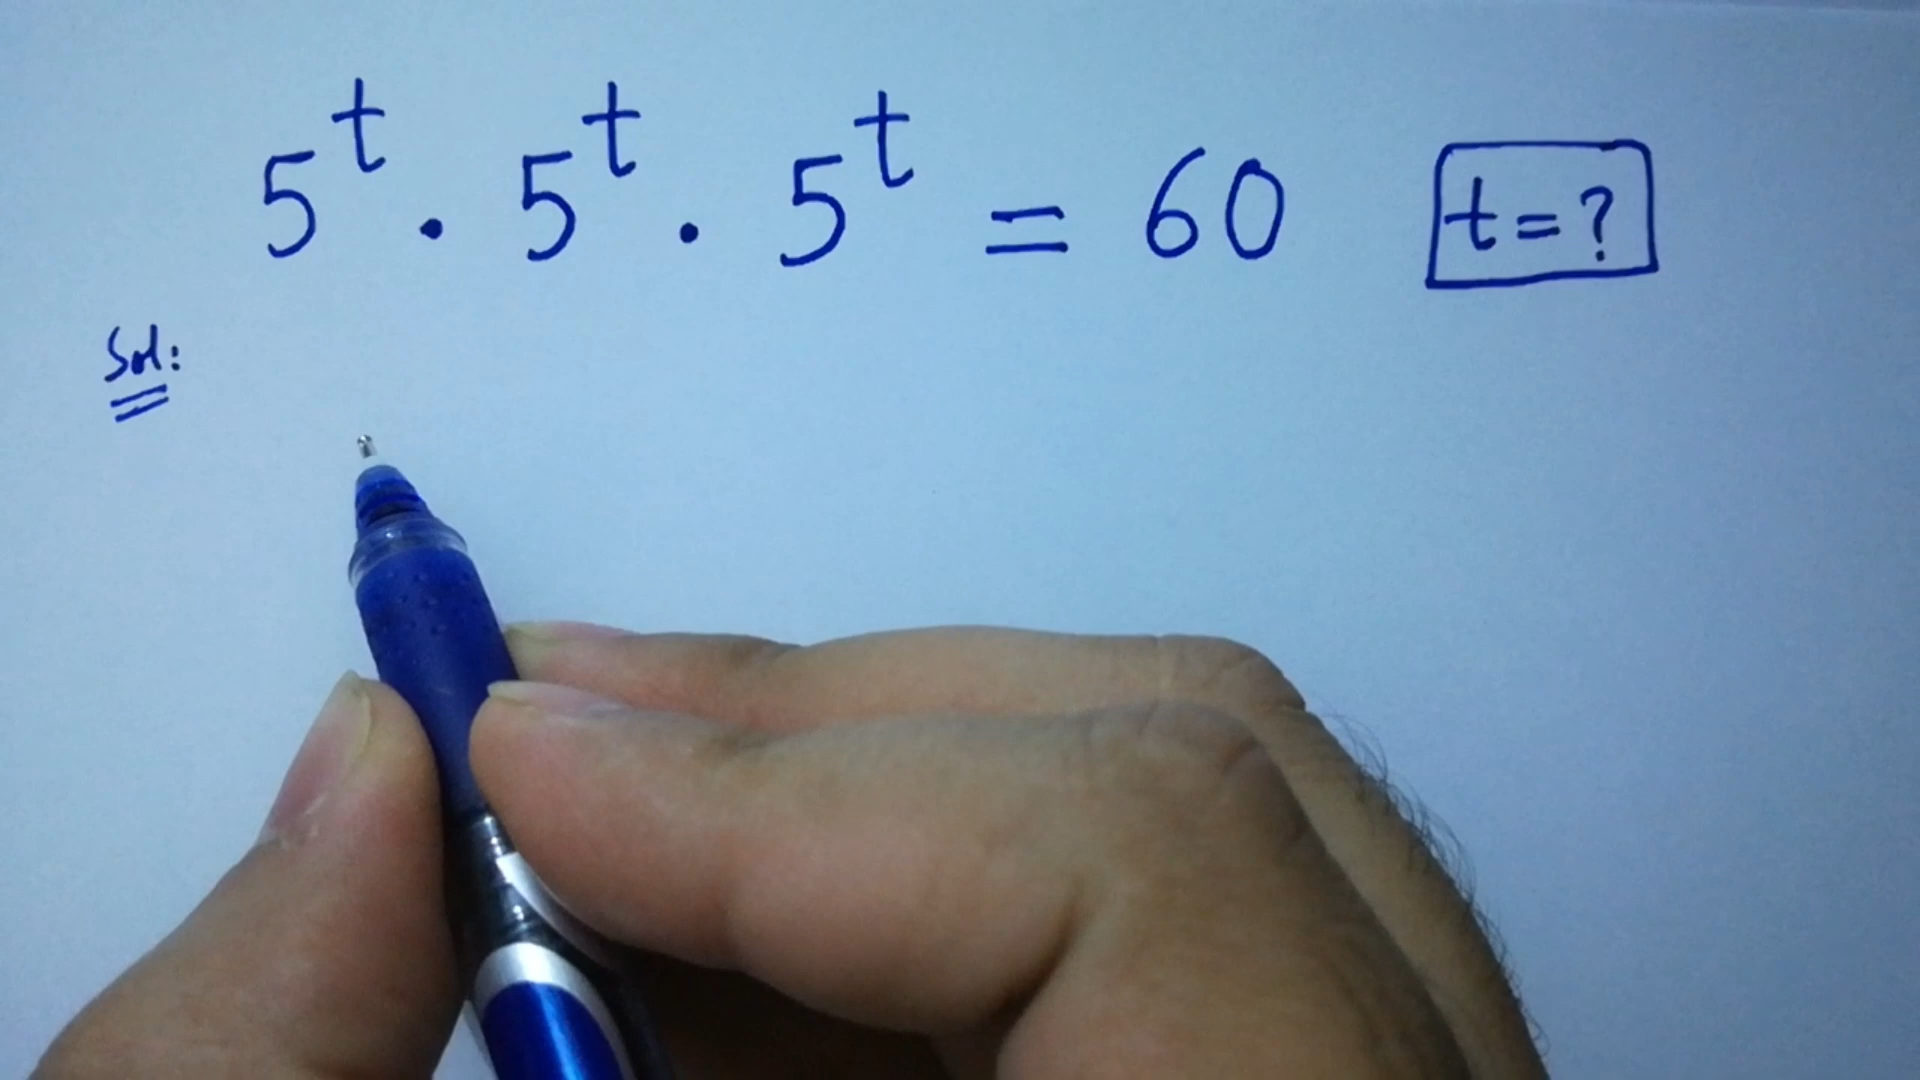 5^t · 5^t · 5^t = 60 t = ?
Sol: